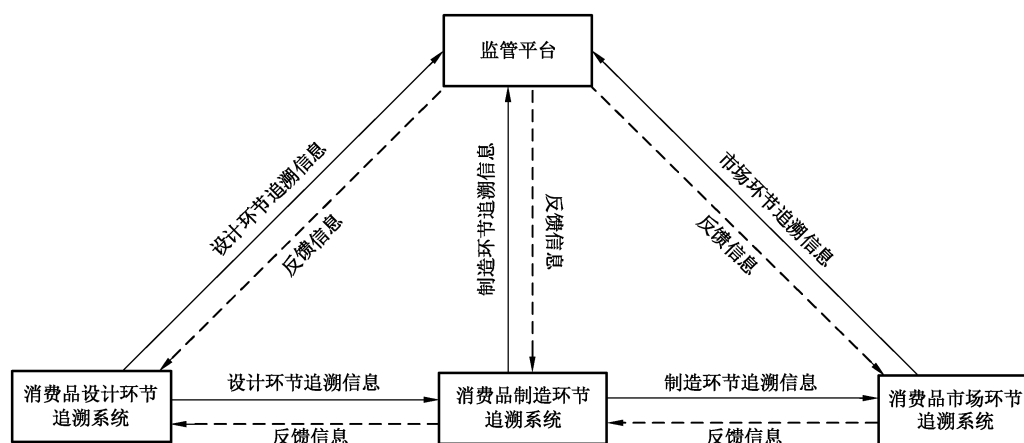 监管平台
设计环节追溯信息
反馈信息
制造环节追溯信息
反馈信息
市场环节追溯信息
反馈信息
消费品设计环节
追溯系统
设计环节追溯信息
反馈信息
消费品制造环节
追溯系统
制造环节追溯信息
反馈信息
消费品市场环节
追溯系统